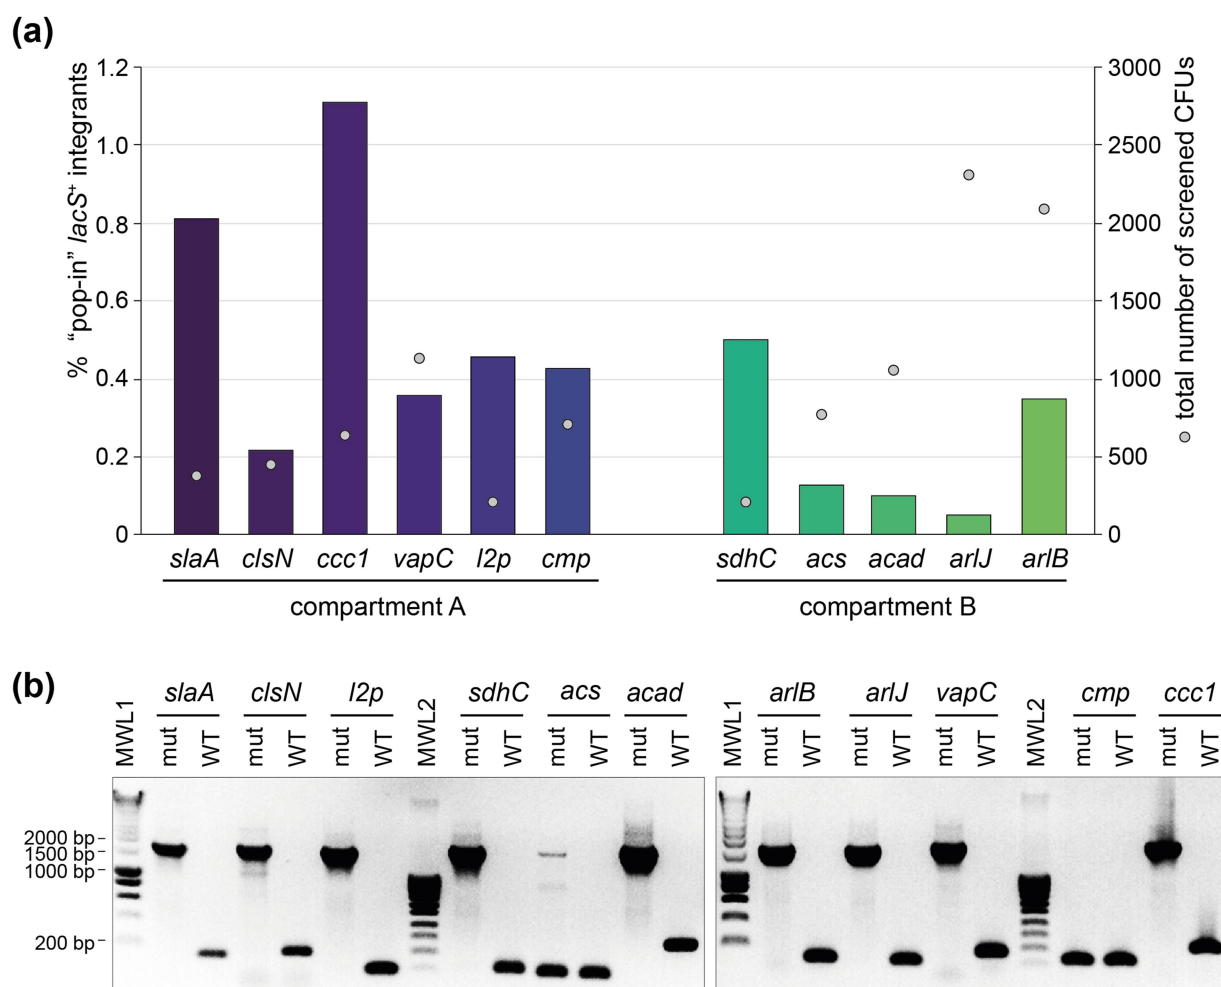 (a)
% “pop-in” lacS+ integrants
1.2
1.0
0.8
0.6
0.4
0.2
0
3000
2500
2000
1500
1000
500
0
total number of screened CFUs
slaA clsN ccc1 vapC l2p cmp sdhC acs acad arlJ arlB
compartment A compartment B
(b)
slaA clsN l2p sdhC acs acad arlB arlJ vapC cmp ccc1
MWL1 mut WT mut WT mut WT MWL2 mut WT mut WT mut WT MWL1 mut WT mut WT mut WT MWL2 mut WT mut WT
2000 bp
1500 bp
1000 bp
200 bp